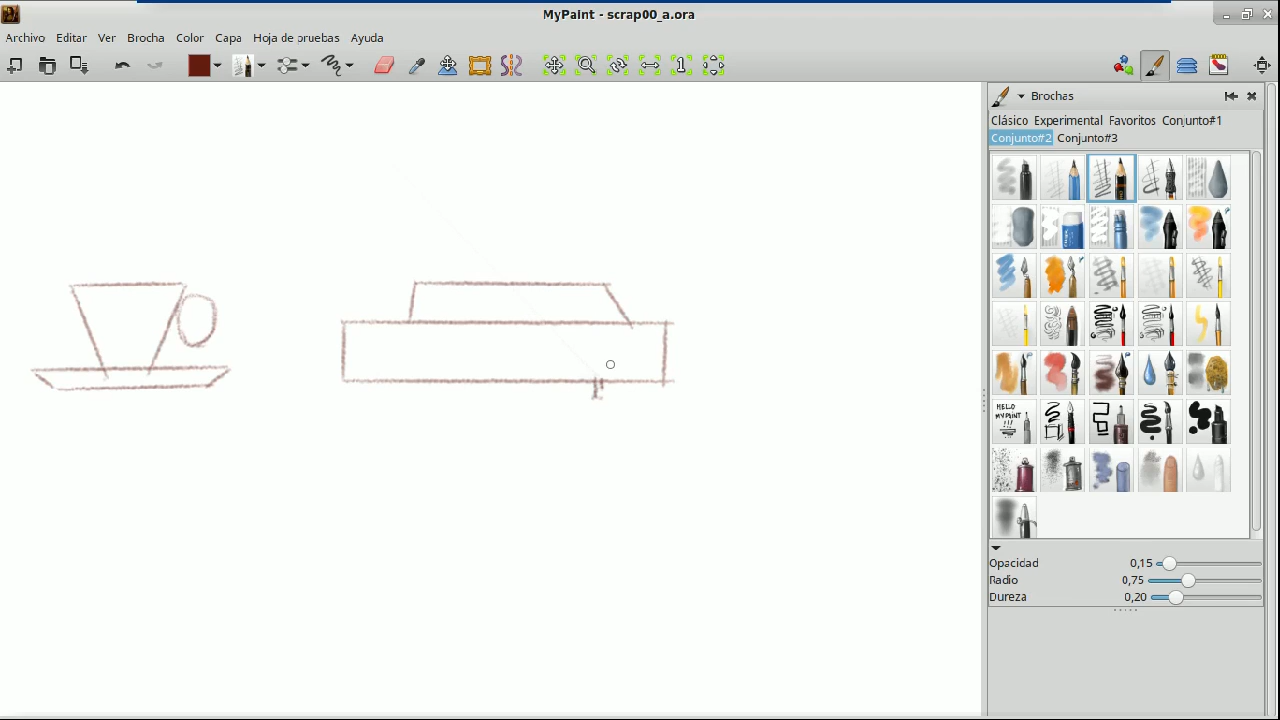 MyPaint - scrap00_a.ora
Archivo Editar Ver Brocha Color Capa Hoja de pruebas Ayuda
1
Brochas
Clásico Experimental Favoritos Conjunto#1
Conjunto#2 Conjunto#3
HELLO
MYPAINT
!!!
Opacidad 0,15
Radio 0,75
Dureza 0,20